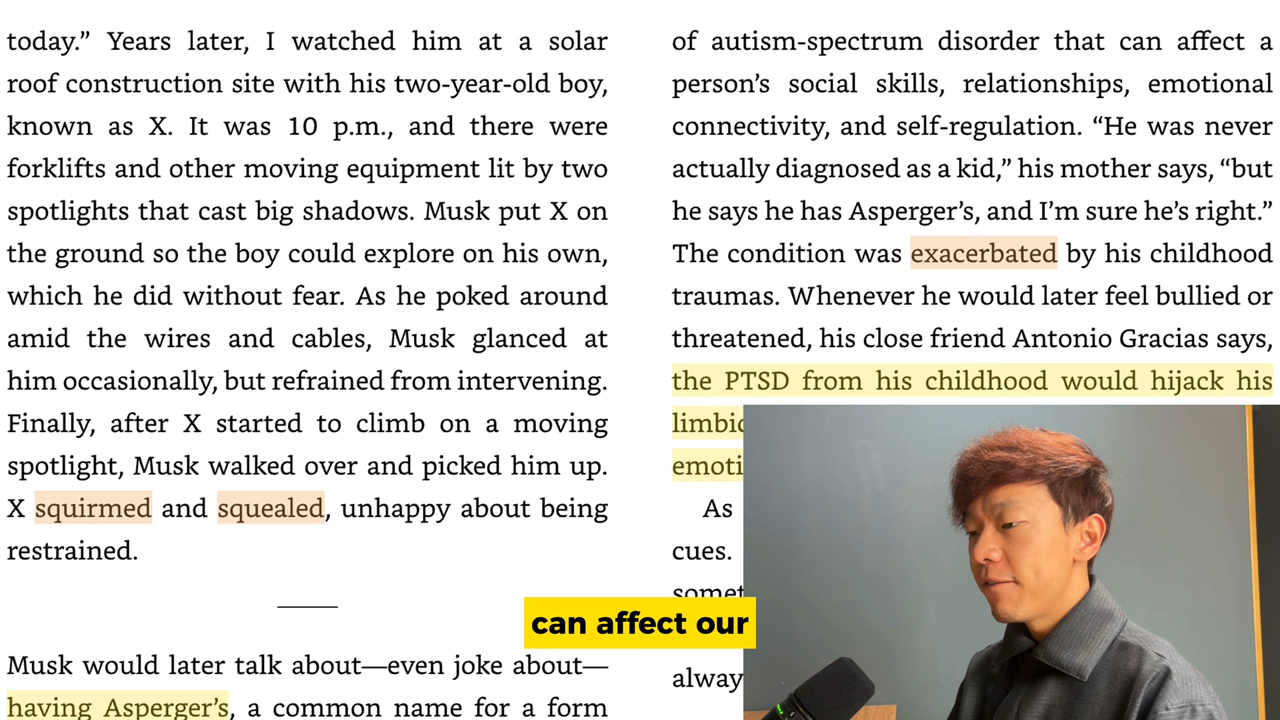 today.” Years later, I watched him at a solar
roof construction site with his two-year-old boy,
known as X. It was 10 p.m., and there were
forklifts and other moving equipment lit by two
spotlights that cast big shadows. Musk put X on
the ground so the boy could explore on his own,
which he did without fear. As he poked around
amid the wires and cables, Musk glanced at
him occasionally, but refrained from intervening.
Finally, after X started to climb on a moving
spotlight, Musk walked over and picked him up.
X squirmed and squealed, unhappy about being
restrained.
Musk would later talk about—even joke about—
having Asperger’s, a common name for a form
of autism-spectrum disorder that can affect a
person’s social skills, relationships, emotional
connectivity, and self-regulation. “He was never
actually diagnosed as a kid,” his mother says, “but
he says he has Asperger’s, and I’m sure he’s right.”
The condition was exacerbated by his childhood
traumas. Whenever he would later feel bullied or
threatened, his close friend Antonio Gracias says,
the PTSD from his childhood would hijack his
As
cues.
can affect our